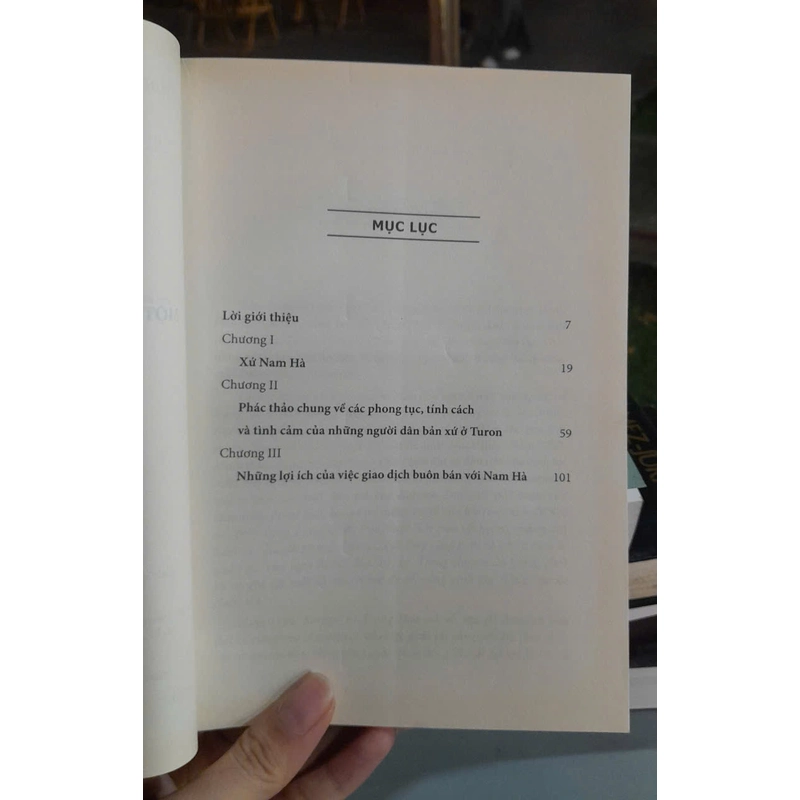 MỤC LỤC
Lời giới thiệu 7
Chương I
Xứ Nam Hà 19
Chương II
Phác thảo chung về các phong tục, tính cách
và tình cảm của những người dân bản xứ ở Turon 59
Chương III
Những lợi ích của việc giao dịch buôn bán với Nam Hà 101